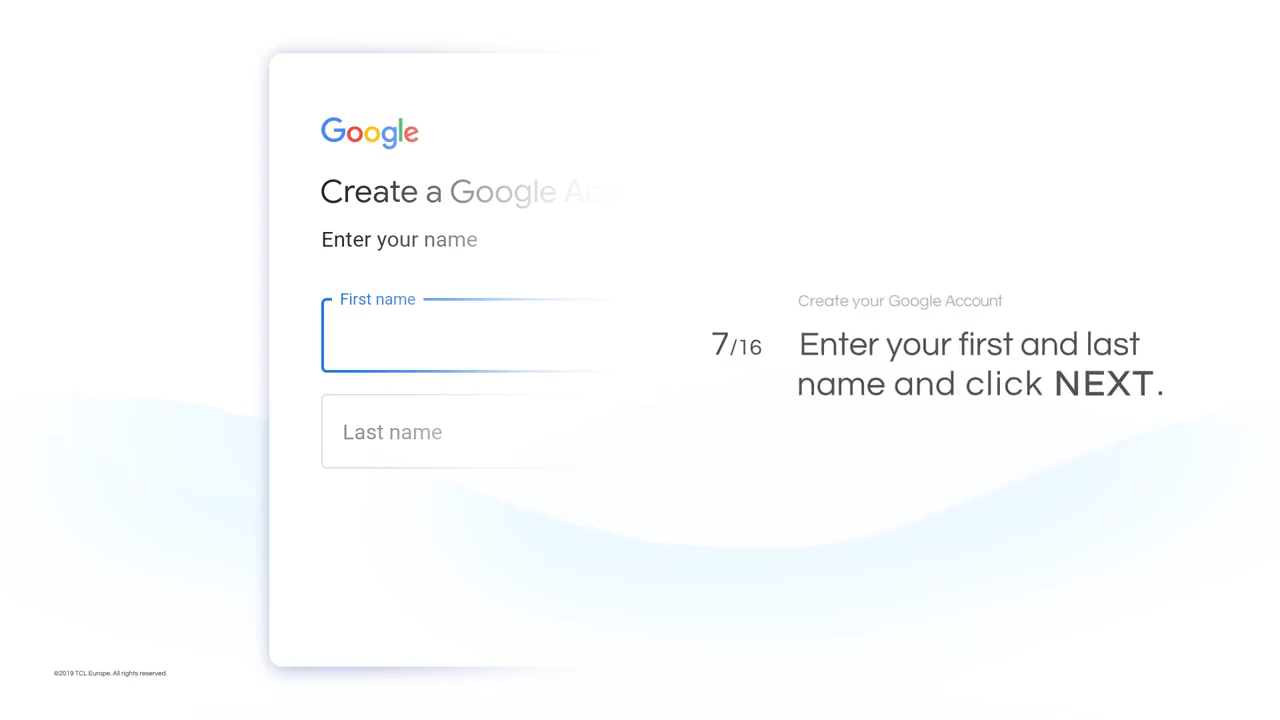 Google
Create a Google Acc
Enter your name
First name
Last name
Create your Google Account
7/16
Enter your first and last
name and click NEXT.
©2019 TCL Europe. All rights reserved.